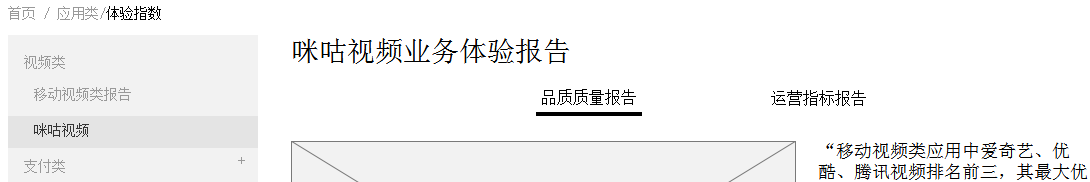 首页 / 应用类/体验指数
视频类
移动视频类报告
咪咕视频
支付类 +
咪咕视频业务体验报告
品质质量报告 运营指标报告
“移动视频类应用中爱奇艺、优
酷、腾讯视频排名前三，其最大优